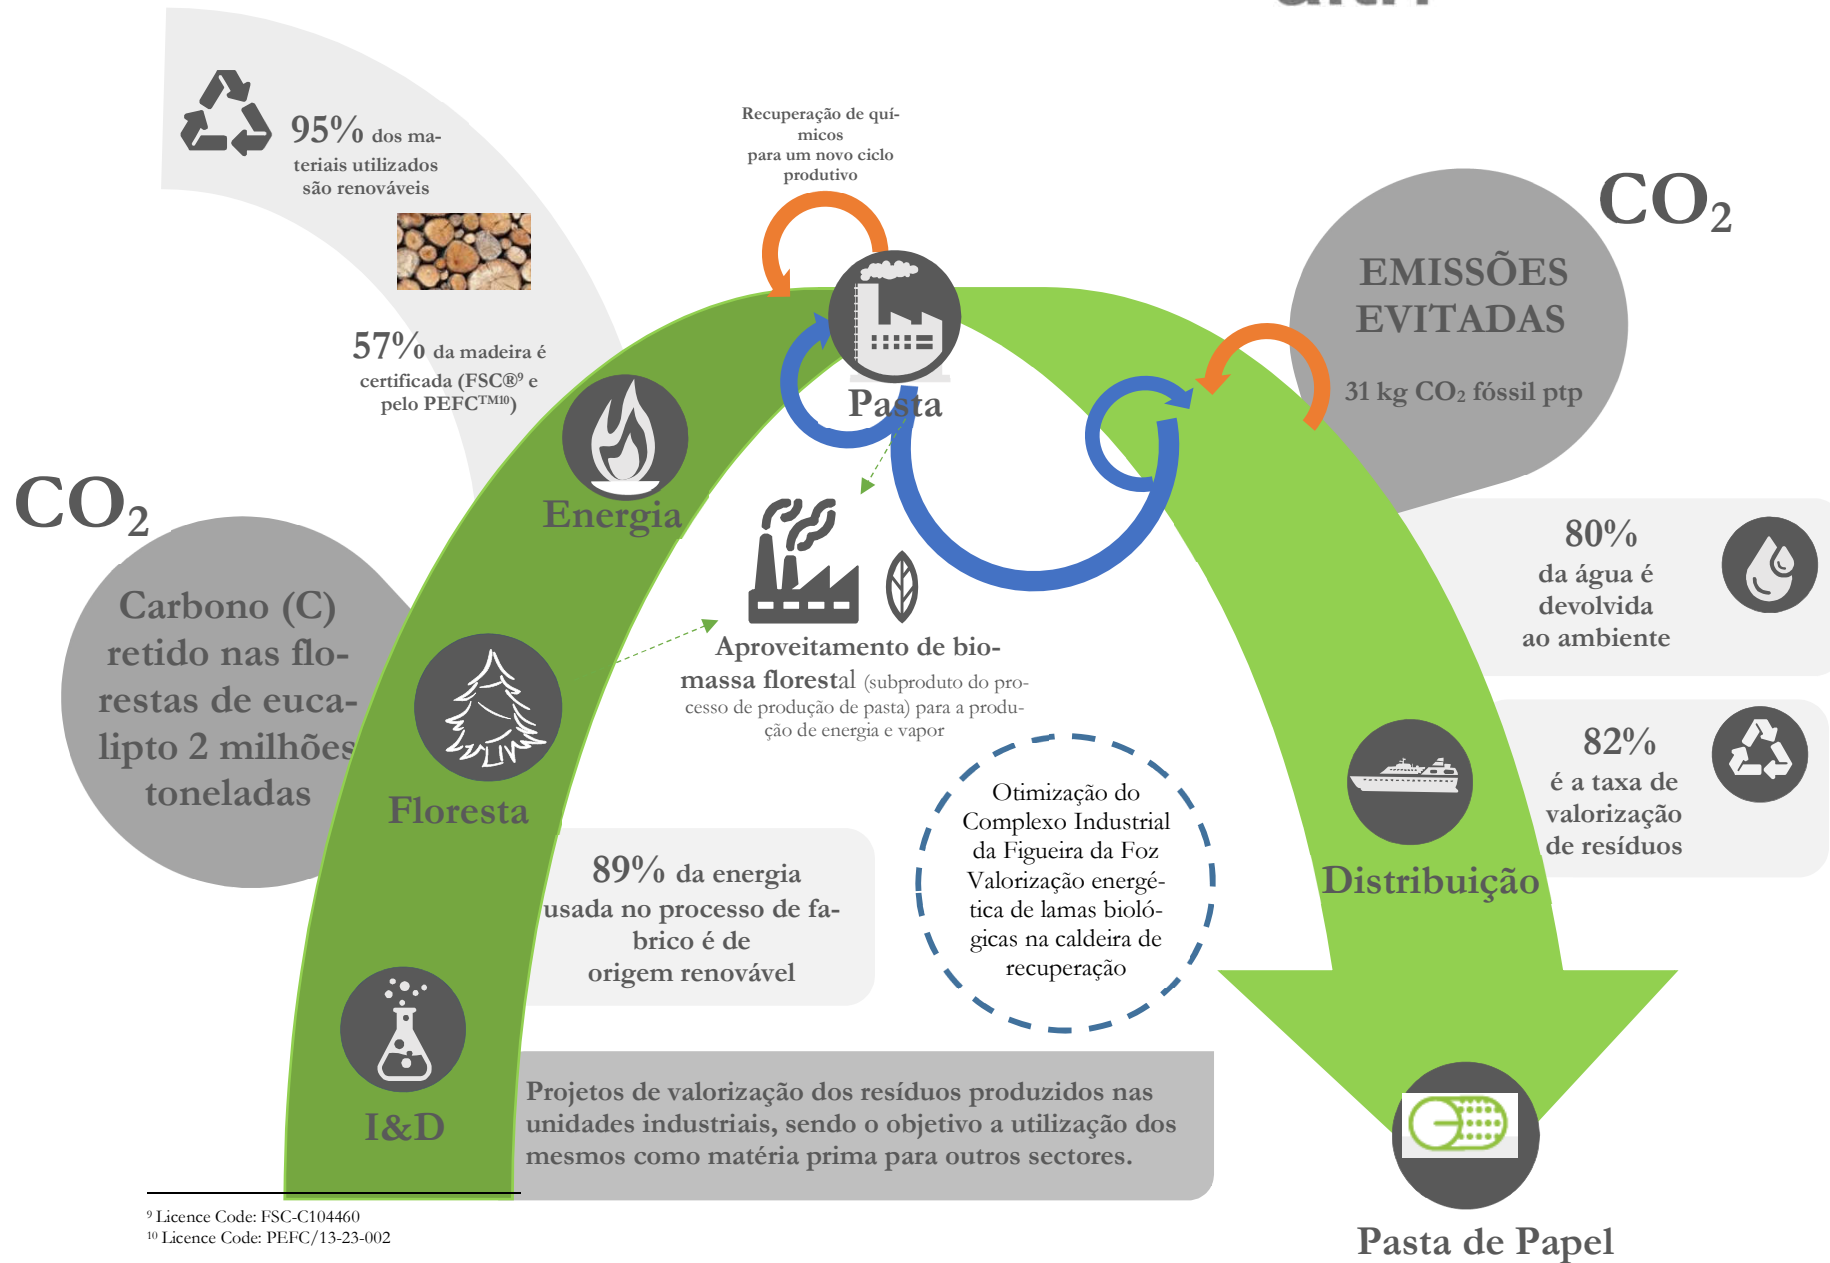 95% dos ma-
teriais utilizados
são renováveis
57% da madeira é
certificada (FSC®⁹ e
pelo PEFC™¹⁰)
Recuperação de quí-
micos
para um novo ciclo
produtivo
CO₂
EMISSÕES
EVITADAS
31 kg CO₂ fóssil ptp
Pasta
Energia
CO₂
Carbono (C)
retido nas flo-
restas de euca-
lipto 2 milhões
toneladas
Floresta
Aproveitamento de bio-
massa florestal (subproduto do pro-
cesso de produção de pasta) para a produ-
ção de energia e vapor
80%
da água é
devolvida
ao ambiente
82%
é a taxa de
valorização
de resíduos
Distribuição
Otimização do
Complexo Industrial
da Figueira da Foz
Valorização energé-
tica de lamas bioló-
gicas na caldeira de
recuperação
89% da energia
usada no processo de fa-
brico é de
origem renovável
I&D
Projetos de valorização dos resíduos produzidos nas
unidades industriais, sendo o objetivo a utilização dos
mesmos como matéria prima para outros sectores.
Pasta de Papel
⁹ Licence Code: FSC-C104460
¹⁰ Licence Code: PEFC/13-23-002